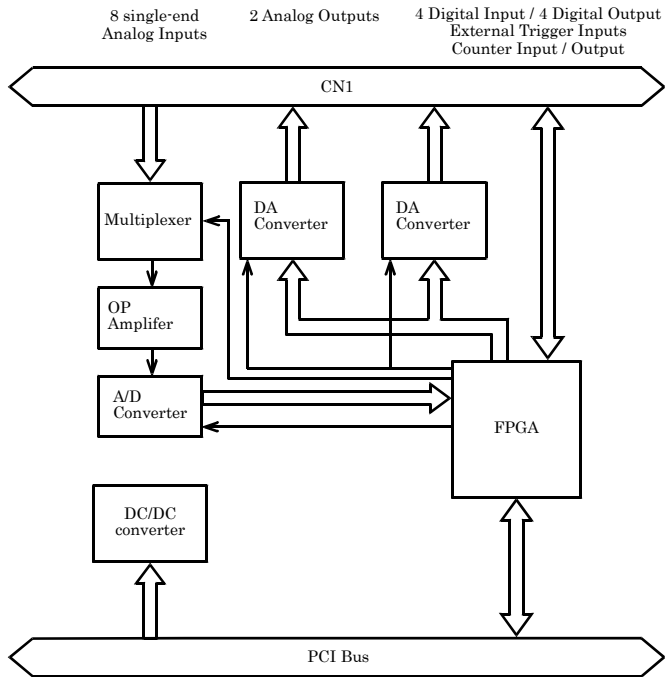 8 single-end
Analog Inputs
2 Analog Outputs
4 Digital Input / 4 Digital Output
External Trigger Inputs
Counter Input / Output
CN1
Multiplexer
DA
Converter
DA
Converter
OP
Amplifer
A/D
Converter
FPGA
DC/DC
converter
PCI Bus